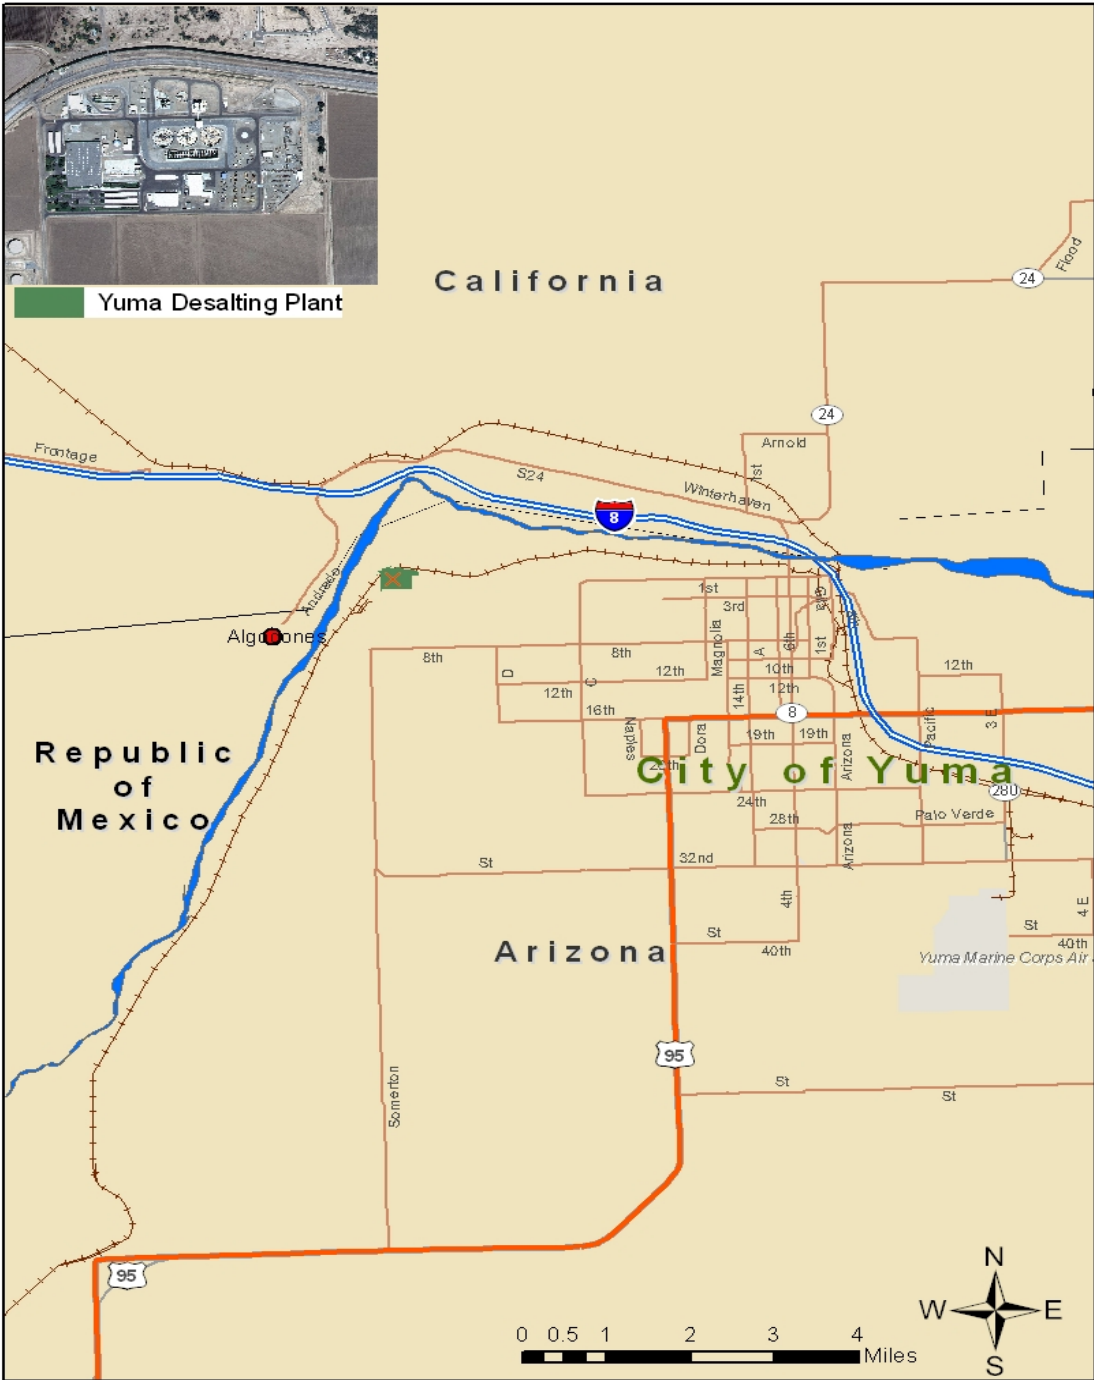 Yuma Desalting Plant
California
24
Flood
24
Arnold
1st
Frontage
S24
Winterhaven
8
Andrade
Algodones
1st
3rd
Gila
Magnolia
A
6th
1st
8th
8th
10th
12th
D
C
12th
12th
14th
12th
16th
8
Pacific
3 E
Naples
Dora
19th
19th
Arizona
Republic
of
Mexico
City of Yuma
280
24th
28th
Palo Verde
Arizona
St
32nd
4th
4 E
St
40th
St
40th
Arizona
Yuma Marine Corps Air
95
Somerton
St
St
95
N
W
E
S
0 0.5 1 2 3 4
Miles